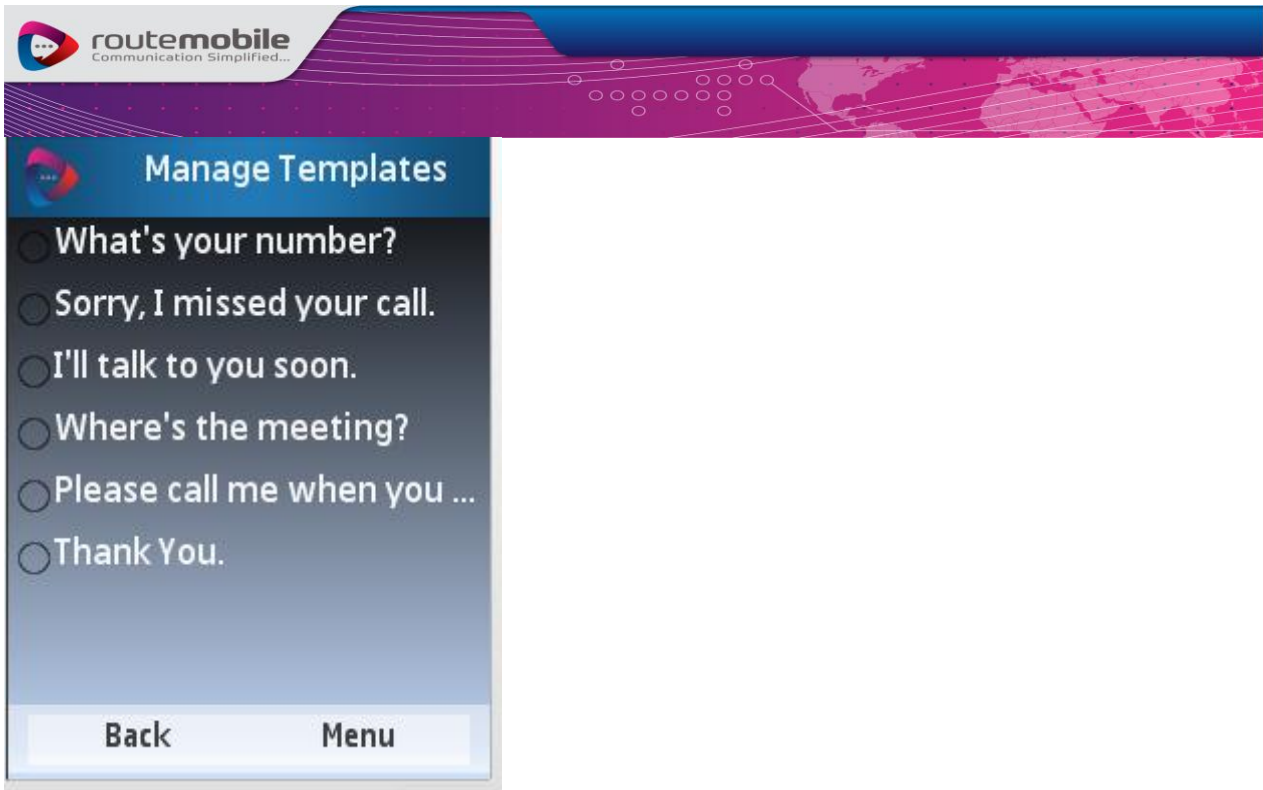 routemobile
Communication Simplified...
Manage Templates
What's your number?
Sorry, I missed your call.
I'll talk to you soon.
Where's the meeting?
Please call me when you ...
Thank You.
Back Menu